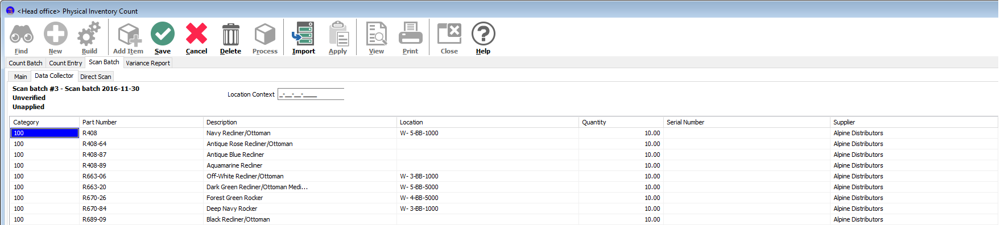 <Head office> Physical Inventory Count
Find New Build Add Item Save Cancel Delete Process Import Apply View Print Close Help
Count Batch Count Entry Scan Batch Variance Report
Main Data Collector Direct Scan
Scan batch #3 - Scan batch 2016-11-30
Unverified
Unapplied
Location Context _-__-__-____
Category Part Number Description Location Quantity Serial Number Supplier
100 R408 Navy Recliner/Ottoman W- 5-BB-1000 10.00 Alpine Distributors
100 R408-64 Antique Rose Recliner/Ottoman 10.00 Alpine Distributors
100 R408-87 Antique Blue Recliner 10.00 Alpine Distributors
100 R408-89 Aquamarine Recliner 10.00 Alpine Distributors
100 R663-06 Off-White Recliner/Ottoman W- 3-BB-1000 10.00 Alpine Distributors
100 R663-20 Dark Green Recliner/Ottoman Medi... W- 5-BB-5000 10.00 Alpine Distributors
100 R670-26 Forest Green Rocker W- 4-BB-5000 10.00 Alpine Distributors
100 R670-84 Deep Navy Rocker W- 3-BB-1000 10.00 Alpine Distributors
100 R689-09 Black Recliner/Ottoman 10.00 Alpine Distributors